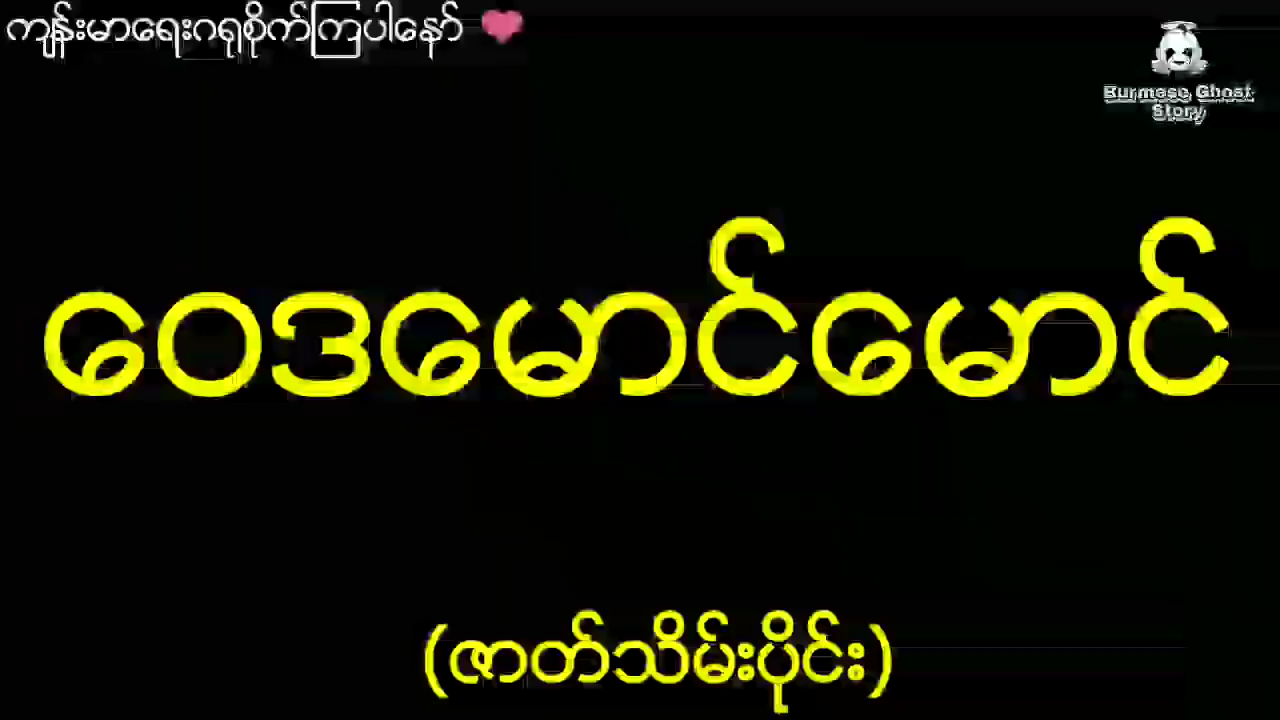 ကျန်းမာရေးဂရုစိုက်ကြပါနော် ❤
Burmese Ghost
Story
ဝေဒမောင်မောင်
(ဇာတ်သိမ်းပိုင်း)